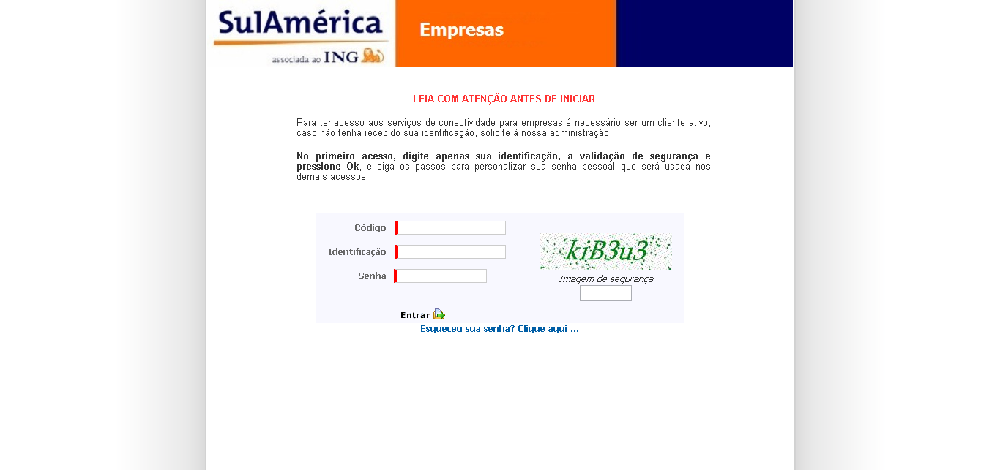 SulAmérica
associada ao ING
Empresas
LEIA COM ATENÇÃO ANTES DE INICIAR
Para ter acesso aos serviços de conectividade para empresas é necessário ser um cliente ativo,
caso não tenha recebido sua identificação, solicite à nossa administração
No primeiro acesso, digite apenas sua identificação, a validação de segurança e
pressione Ok, e siga os passos para personalizar sua senha pessoal que será usada nos
demais acessos
Código
Identificação
Senha
kiB3u3
Imagem de segurança
Entrar
Esqueceu sua senha? Clique aqui ...